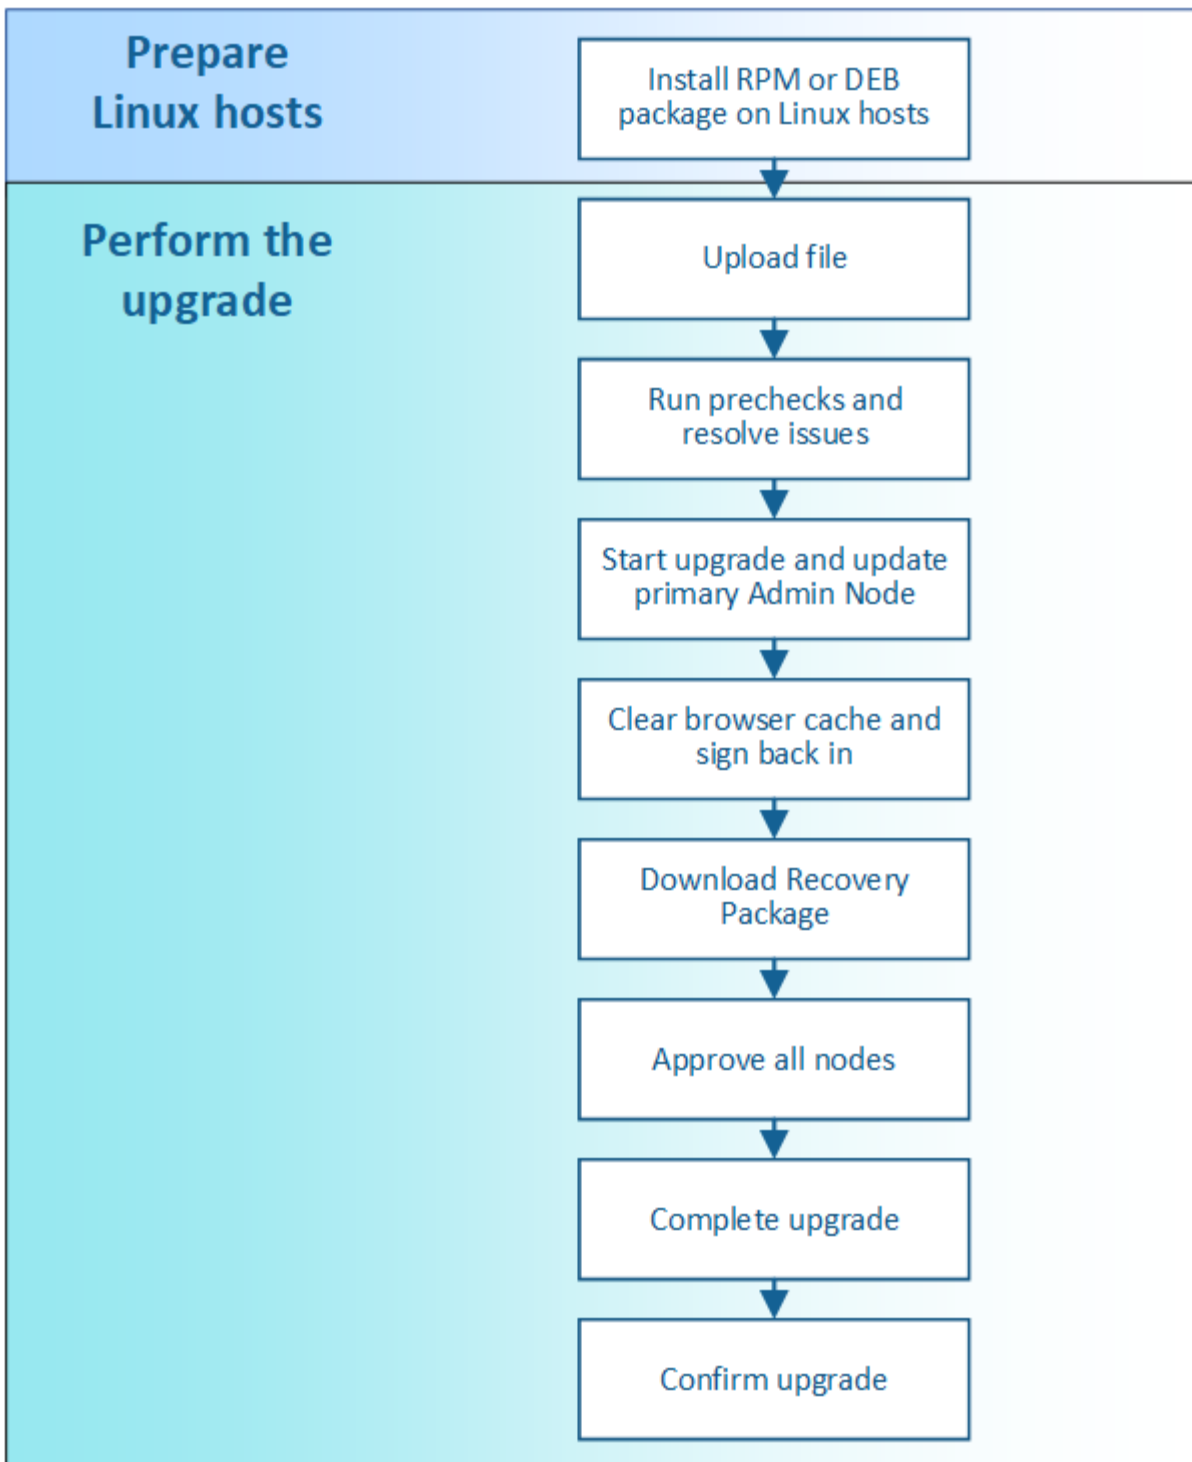 Prepare
Linux hosts
Install RPM or DEB
package on Linux hosts
Perform the
upgrade
Upload file
Run prechecks and
resolve issues
Start upgrade and update
primary Admin Node
Clear browser cache and
sign back in
Download Recovery
Package
Approve all nodes
Complete upgrade
Confirm upgrade